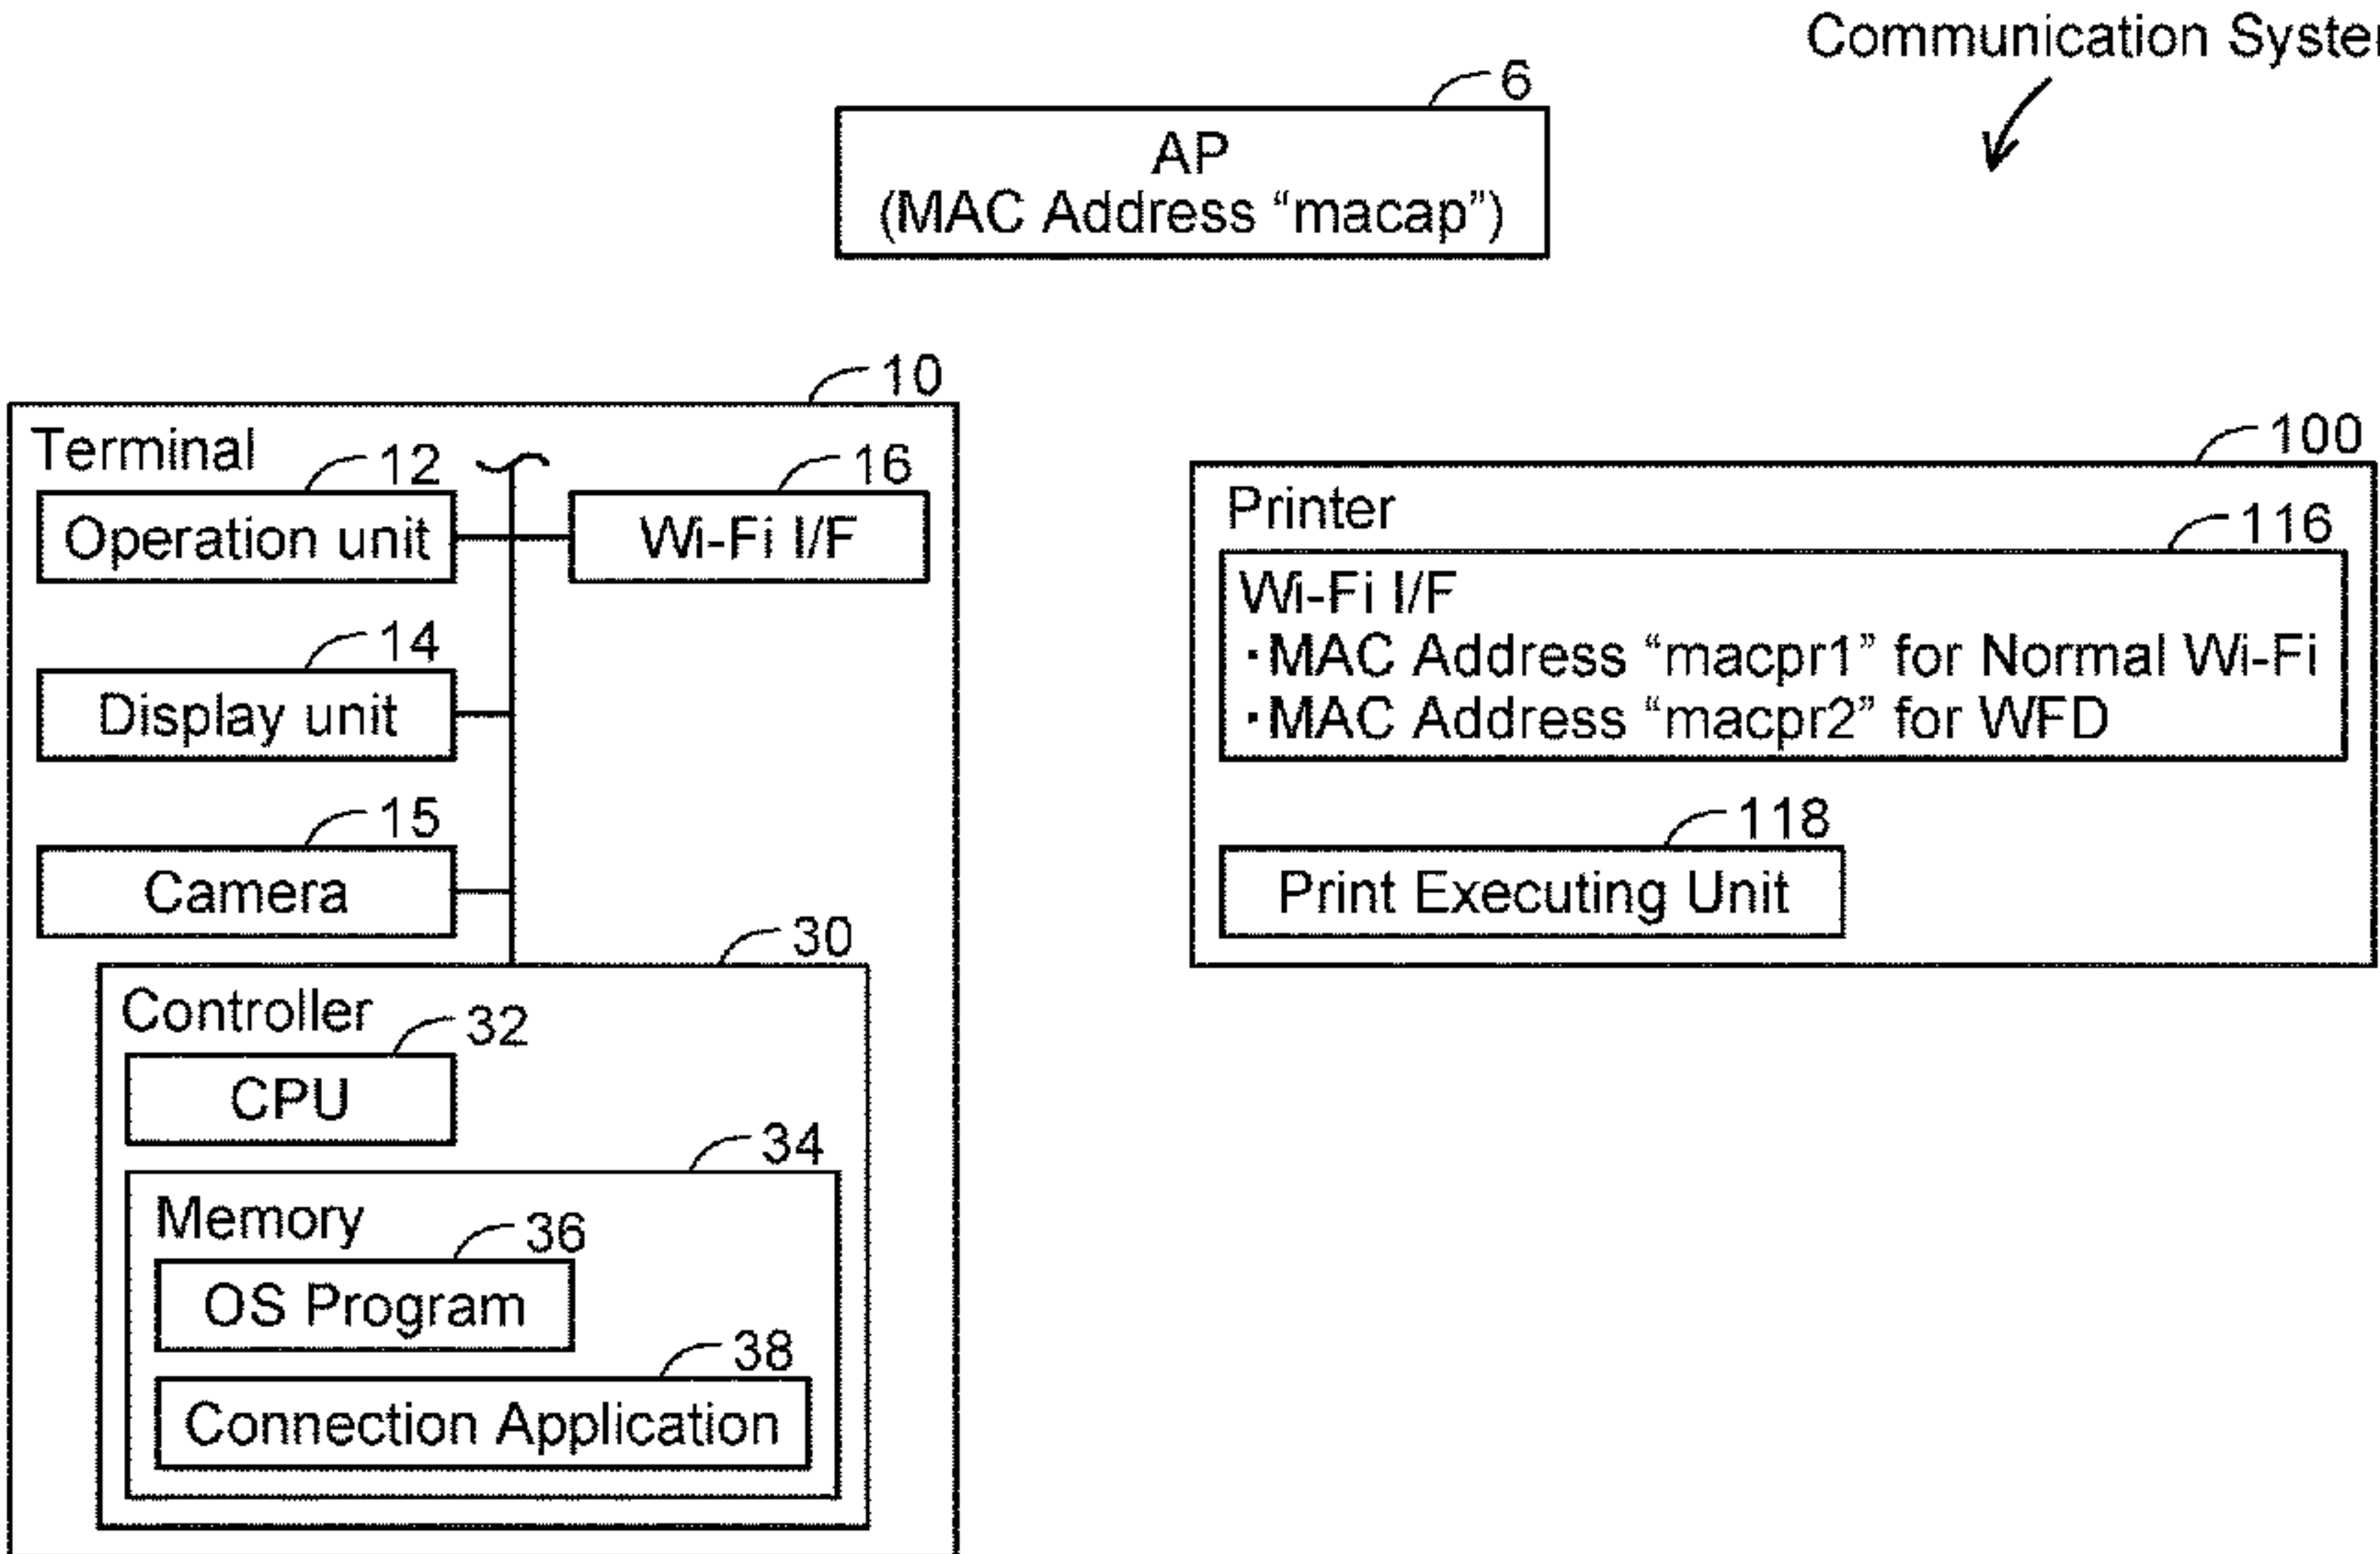 Communication
6
AP
(MAC Address “macap”)
10
Terminal
12
Operation unit
16
Wi-Fi I/F
14
Display unit
15
Camera
30
Controller
32
CPU
34
Memory
36
OS Program
38
Connection Application
100
Printer
116
Wi-Fi I/F
・MAC Address “macpr1” for Normal Wi-Fi
・MAC Address “macpr2” for WFD
118
Print Executing Unit